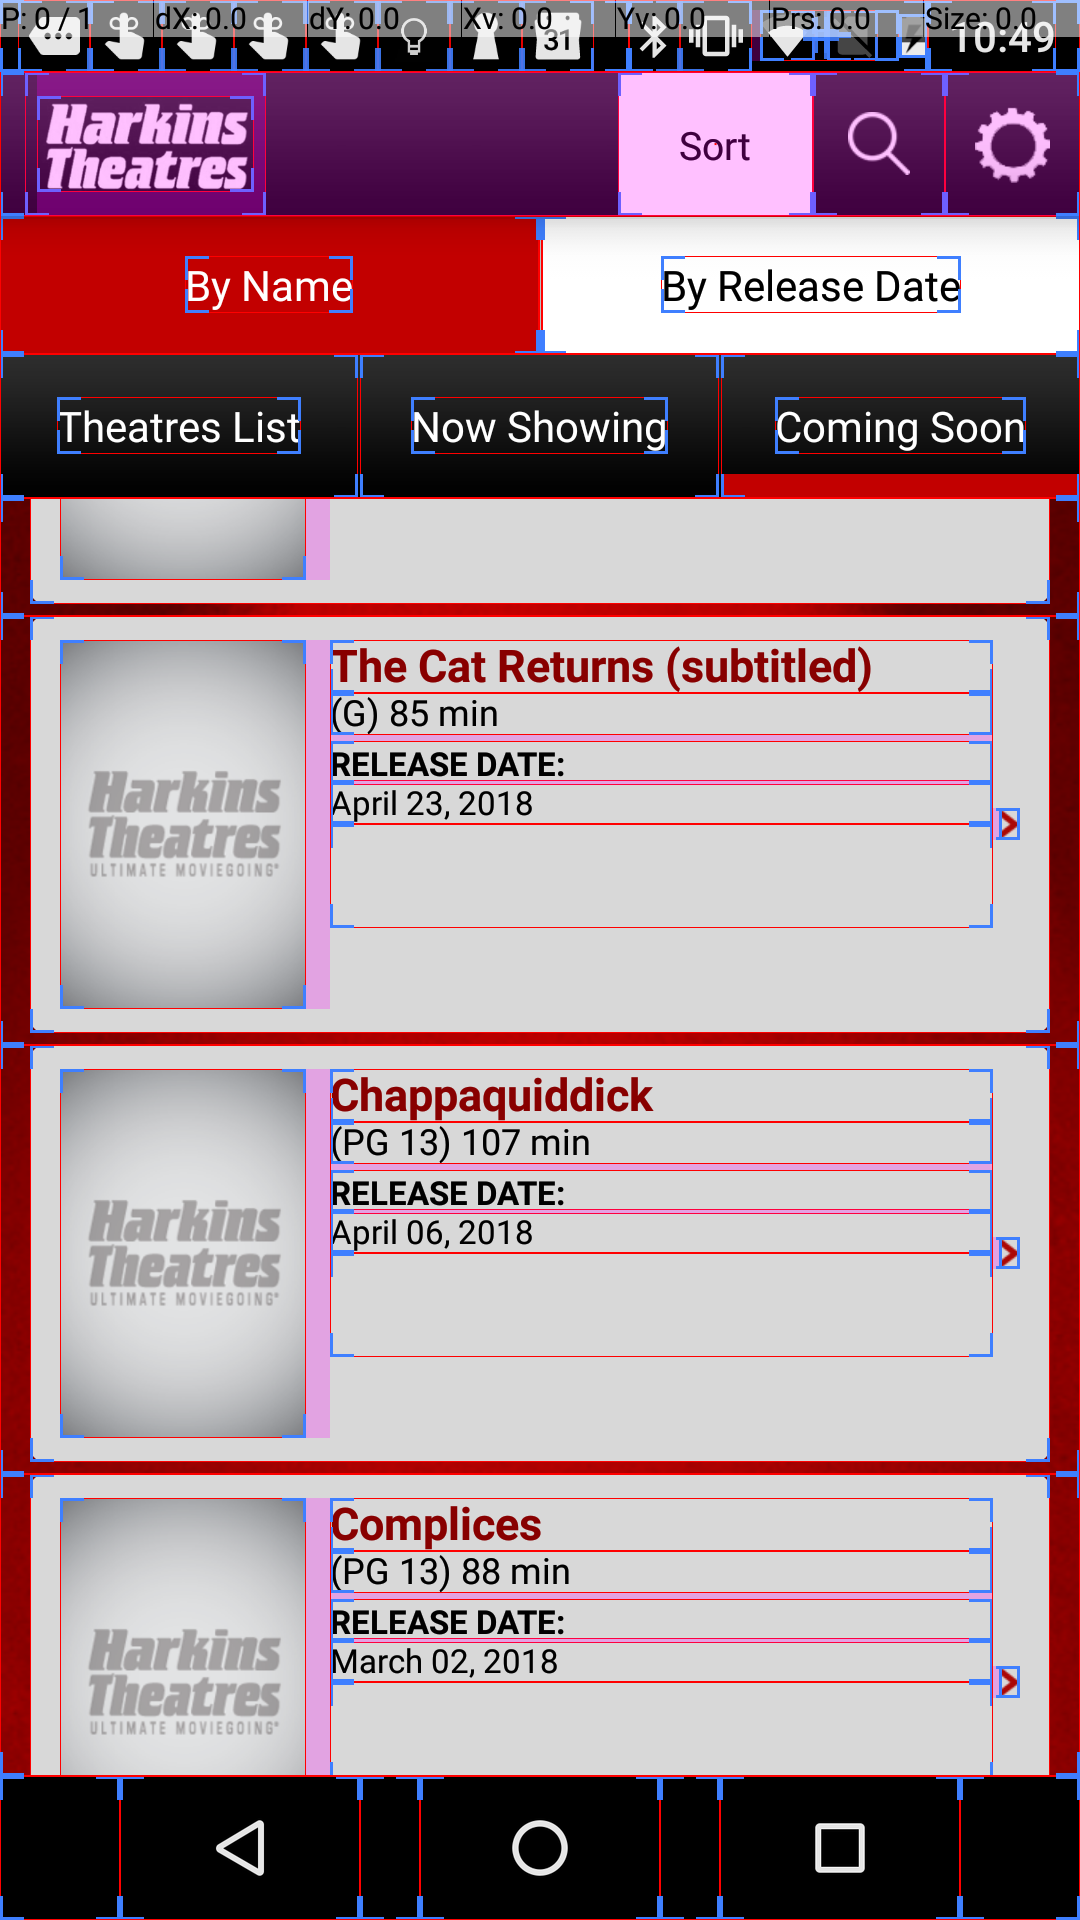 P: 0 / 1 dX: 0.0 dY: 0.0 Xv: 0.0 Yv: 0.0 Prs: 0.0 Size: 0.0
31 10:49
Harkins
Theatres
Sort
By Name By Release Date
Theatres List Now Showing Coming Soon
The Cat Returns (subtitled)
(G) 85 min
RELEASE DATE:
April 23, 2018
Harkins
Theatres
ULTIMATE MOVIEGOING®
Chappaquiddick
(PG 13) 107 min
RELEASE DATE:
April 06, 2018
Harkins
Theatres
ULTIMATE MOVIEGOING®
Complices
(PG 13) 88 min
RELEASE DATE:
March 02, 2018
Harkins
Theatres
ULTIMATE MOVIEGOING®